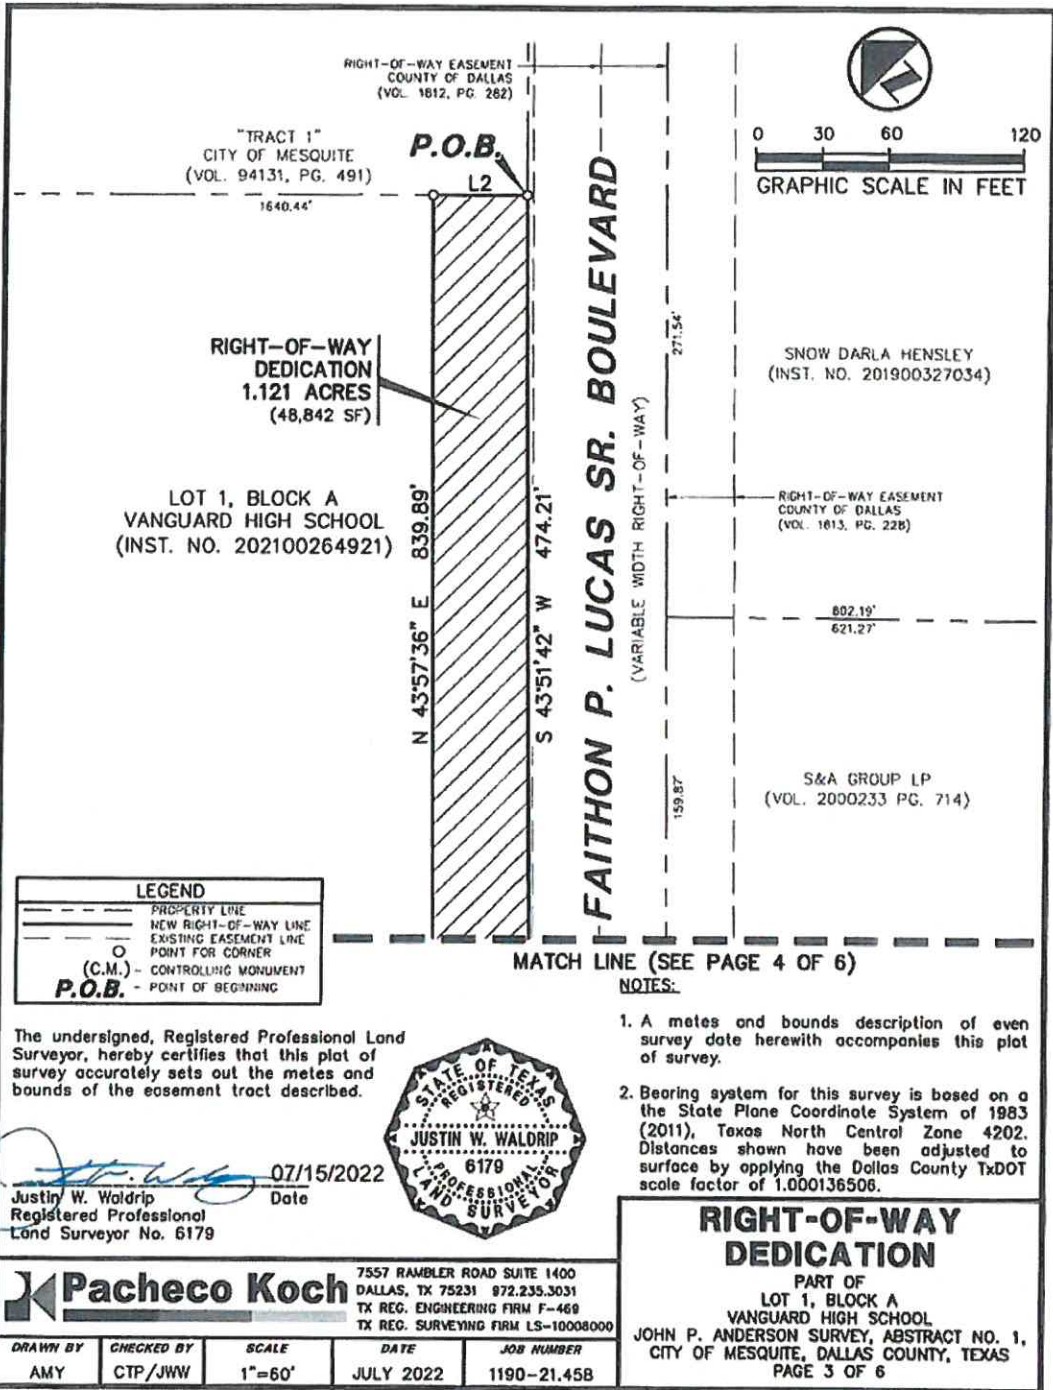 RIGHT-OF-WAY EASEMENT
COUNTY OF DALLAS
(VOL. 1812, PG. 282)
"TRACT 1"
CITY OF MESQUITE
(VOL. 94131, PG. 491)
P.O.B.
L2
1640.44'
0 30 60 120
GRAPHIC SCALE IN FEET
RIGHT-OF-WAY
DEDICATION
1.121 ACRES
(48,842 SF)
LOT 1, BLOCK A
VANGUARD HIGH SCHOOL
(INST. NO. 202100264921)
N 43°57'36" E 839.89'
S 43°51'42" W 474.21'
FAITHON P. LUCAS SR. BOULEVARD
(VARIABLE WIDTH RIGHT-OF-WAY)
271.54'
159.87'
SNOW DARLA HENSLEY
(INST. NO. 201900327034)
RIGHT-OF-WAY EASEMENT
COUNTY OF DALLAS
(VOL. 1813, PG. 228)
802.19'
621.27'
S&A GROUP LP
(VOL. 2000233 PG. 714)
LEGEND
PROPERTY LINE
NEW RIGHT-OF-WAY LINE
EXISTING EASEMENT LINE
POINT FOR CORNER
(C.M.) - CONTROLLING MONUMENT
P.O.B. - POINT OF BEGINNING
MATCH LINE (SEE PAGE 4 OF 6)
The undersigned, Registered Professional Land
Surveyor, hereby certifies that this plat of
survey accurately sets out the metes and
bounds of the easement tract described.
07/15/2022
Justin W. Waldrip Date
Registered Professional
Land Surveyor No. 6179
STATE OF TEXAS
REGISTERED
JUSTIN W. WALDRIP
6179
PROFESSIONAL
LAND SURVEYOR
NOTES:
1. A metes and bounds description of even
survey date herewith accompanies this plat
of survey.
2. Bearing system for this survey is based on a
the State Plane Coordinate System of 1983
(2011), Texas North Central Zone 4202.
Distances shown have been adjusted to
surface by applying the Dallas County TxDOT
scale factor of 1.000136506.
Pacheco Koch
7557 RAMBLER ROAD SUITE 1400
DALLAS, TX 75231 972.235.3031
TX REG. ENGINEERING FIRM F-469
TX REG. SURVEYING FIRM LS-10008000
DRAWN BY CHECKED BY SCALE DATE JOB NUMBER
AMY CTP/JWW 1"=60' JULY 2022 1190-21.458
RIGHT-OF-WAY
DEDICATION
PART OF
LOT 1, BLOCK A
VANGUARD HIGH SCHOOL
JOHN P. ANDERSON SURVEY, ABSTRACT NO. 1,
CITY OF MESQUITE, DALLAS COUNTY, TEXAS
PAGE 3 OF 6